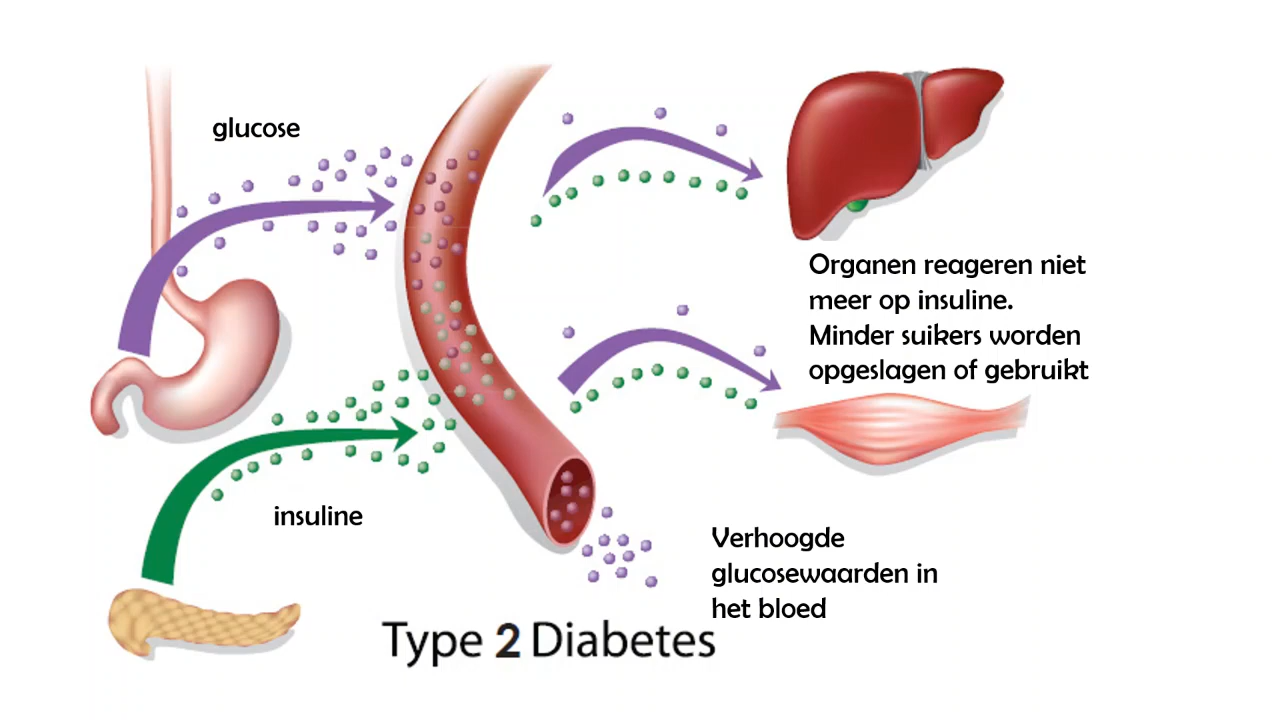 glucose
Organen reageren niet
meer op insuline.
Minder suikers worden
opgeslagen of gebruikt
insuline
Verhoogde
glucosewaarden in
het bloed
Type 2 Diabetes